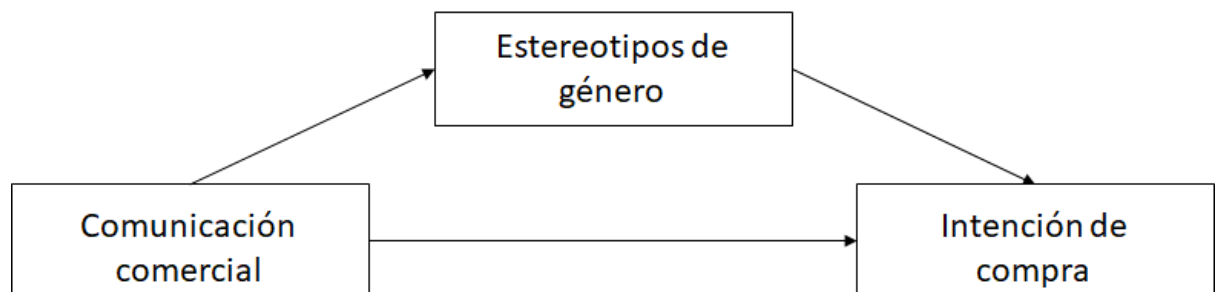 Estereotipos de
género
Comunicación
comercial
Intención de
compra